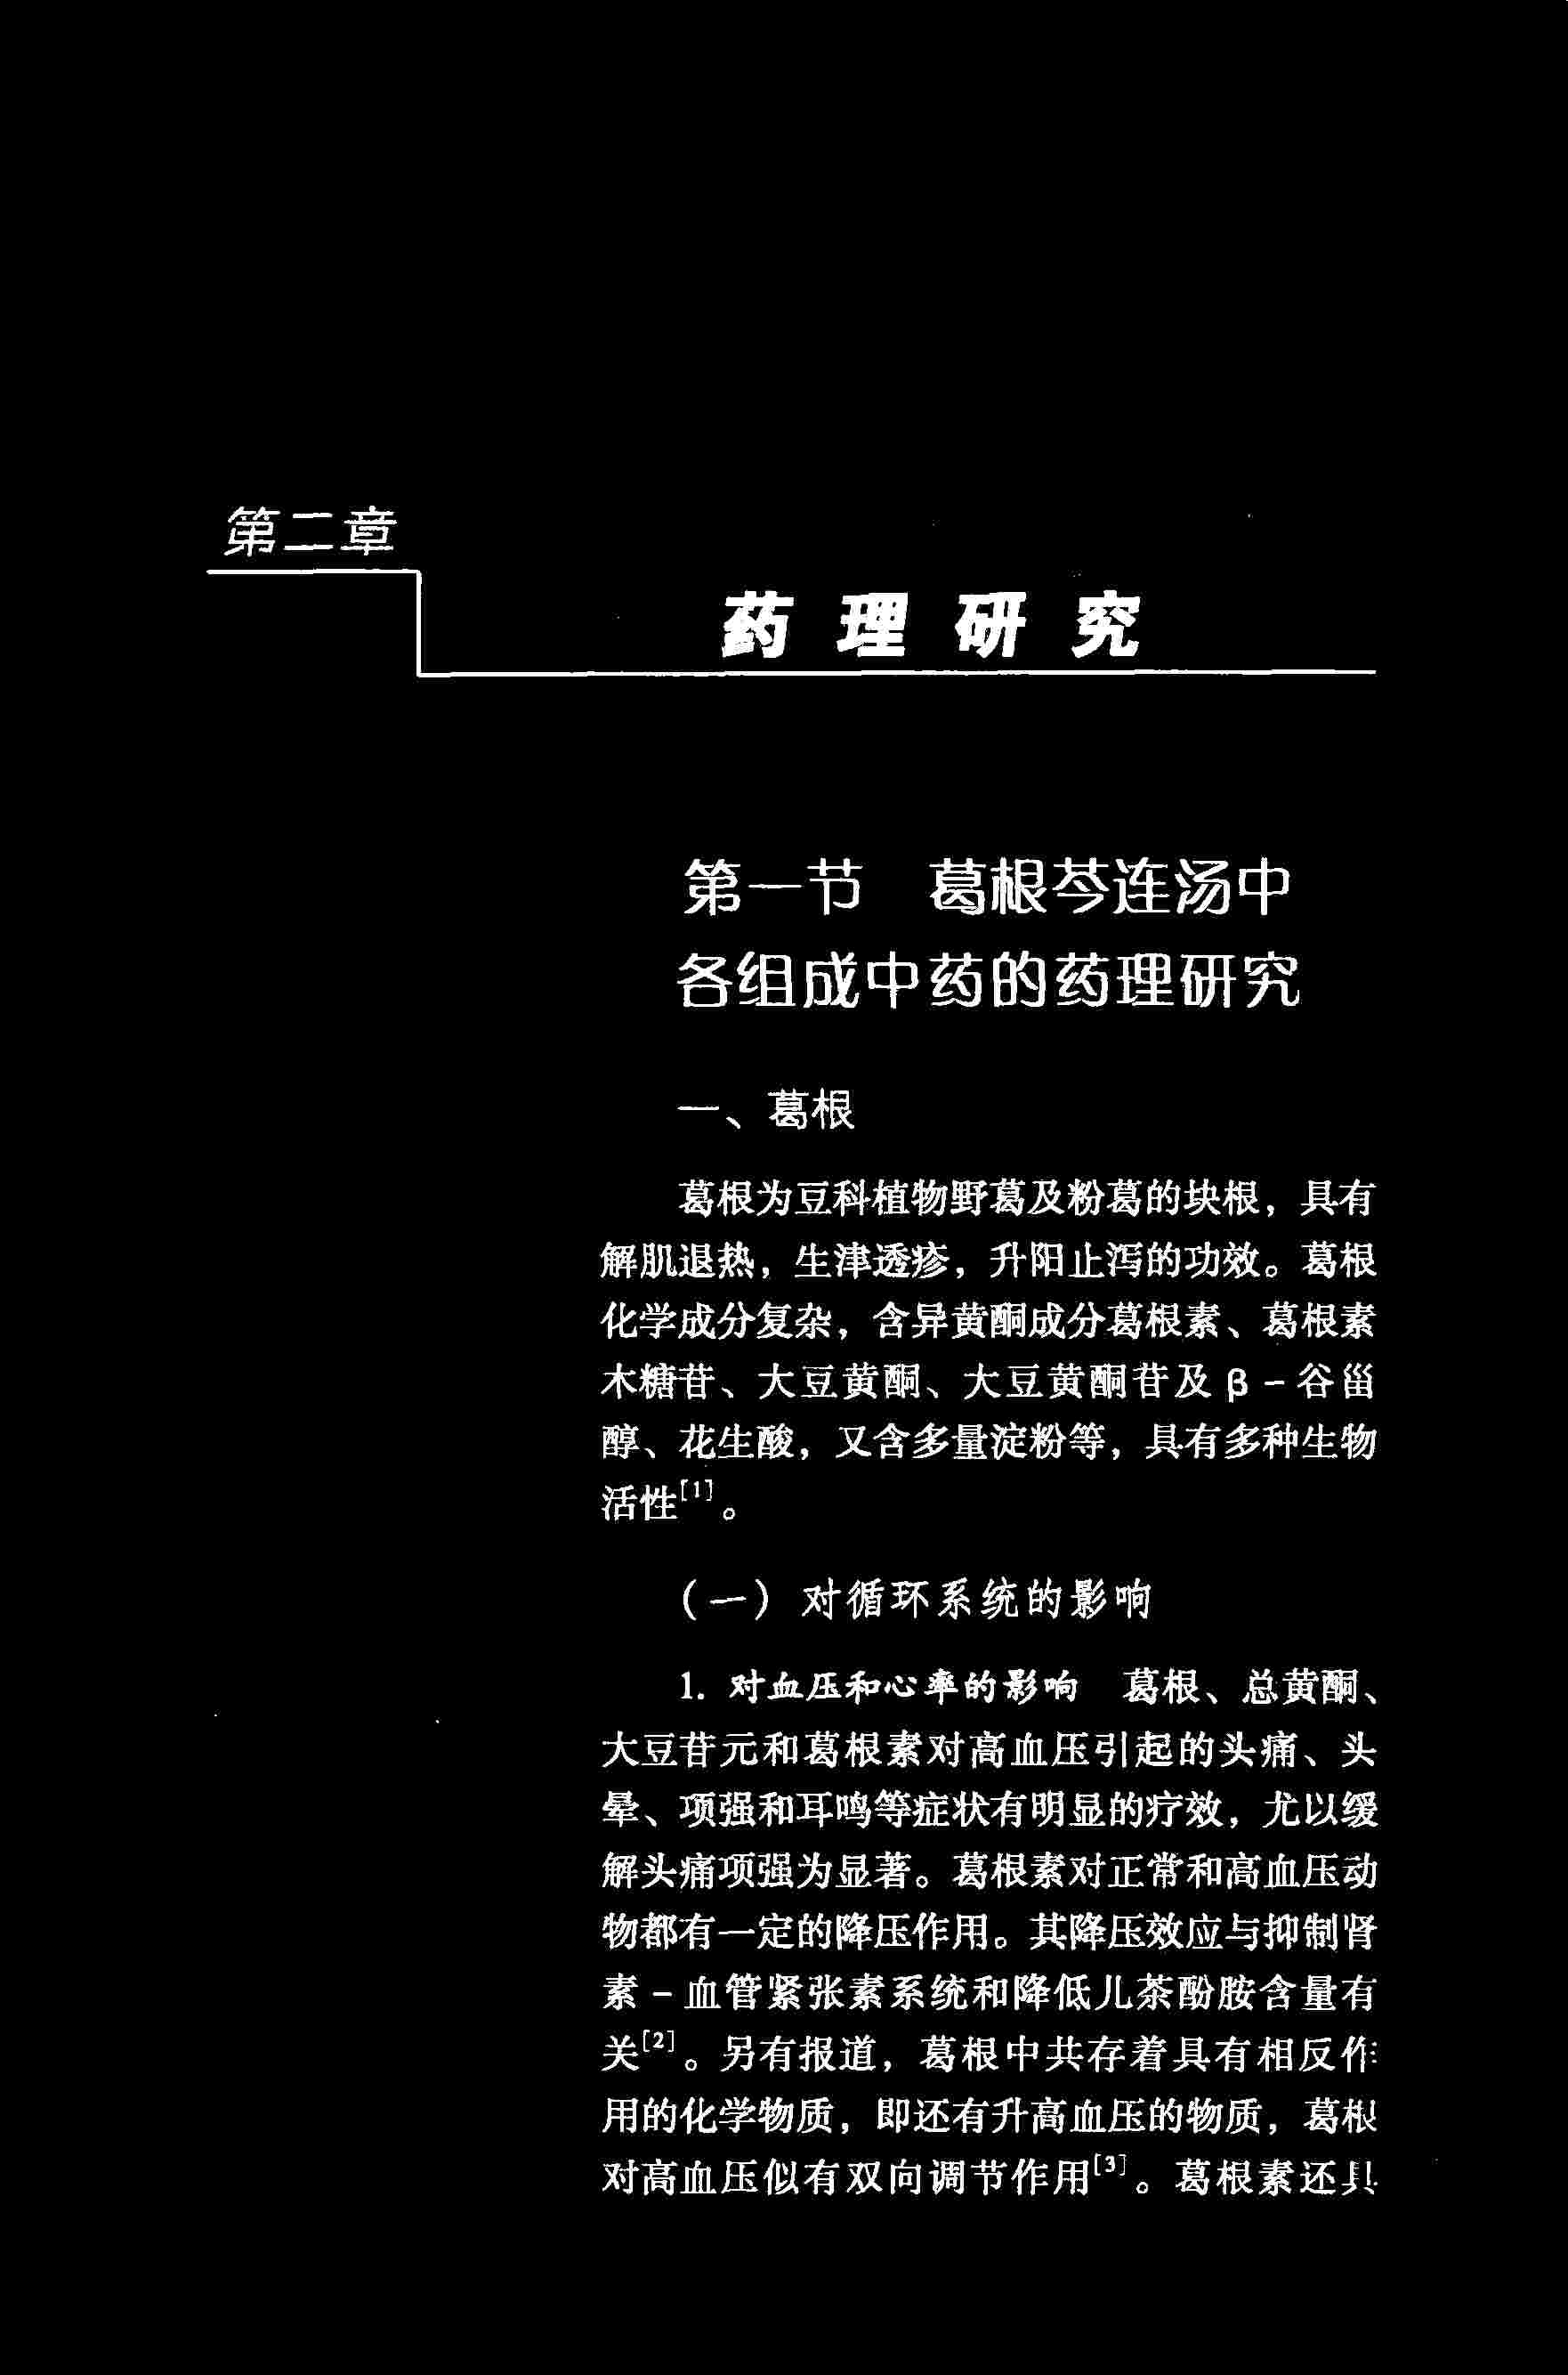 第二章
药理研究
第一节 葛根芩连汤中
各组成中药的药理研究
一、葛根
葛根为豆科植物野葛及粉葛的块根，具有
解肌退热，生津透疹，升阳止泻的功效。葛根
化学成分复杂，含异黄酮成分葛根素、葛根素
木糖苷、大豆黄酮、大豆黄酮苷及β-谷甾
醇、花生酸，又含多量淀粉等，具有多种生物
活性[1]。
（一）对循环系统的影响
1. 对血压和心率的影响 葛根、总黄酮、
大豆苷元和葛根素对高血压引起的头痛、头
晕、项强和耳鸣等症状有明显的疗效，尤以缓
解头痛项强为显著。葛根素对正常和高血压动
物都有一定的降压作用。其降压效应与抑制肾
素-血管紧张素系统和降低儿茶酚胺含量有
关[2]。另有报道，葛根中共存着具有相反作
用的化学物质，即还有升高血压的物质，葛根
对高血压似有双向调节作用[3]。葛根素还具